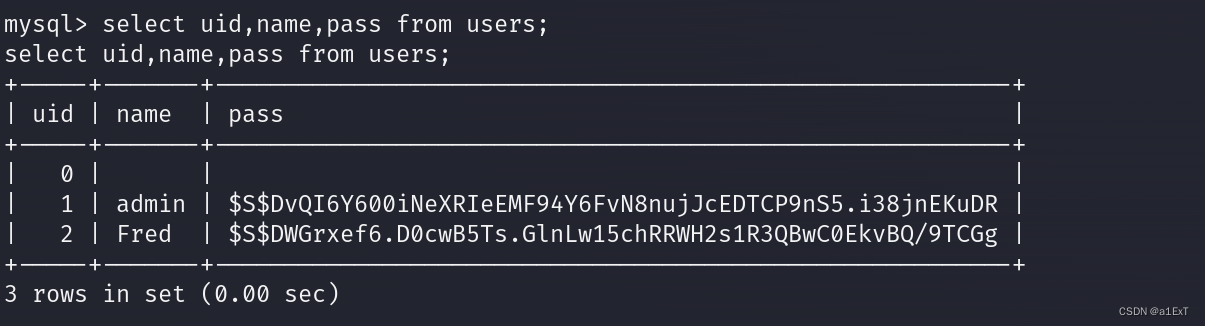 mysql> select uid,name,pass from users;
select uid,name,pass from users;
| uid | name | pass |
| 0 | | |
| 1 | admin | $S$DvQI6Y600iNeXRIeEMF94Y6FvN8nujJcEDTCP9nS5.i38jnEKuDR |
| 2 | Fred | $S$DWGrxef6.D0cwB5Ts.GlnLw15chRRWH2s1R3QBwC0EkvBQ/9TCGg |
3 rows in set (0.00 sec)
CSDN @a1ExT